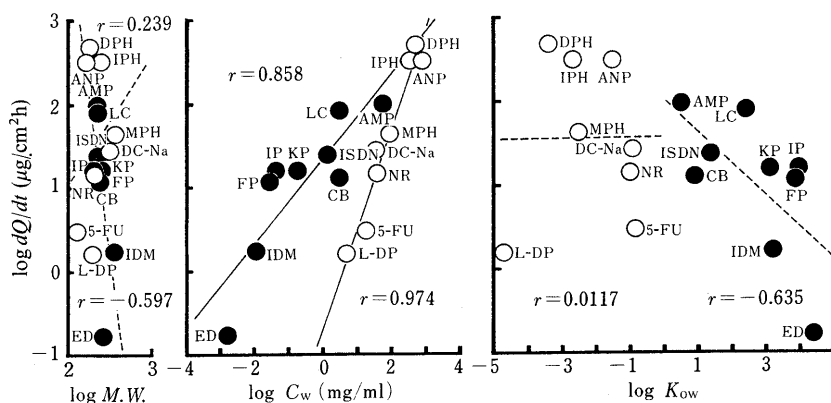 log dQ/dt (µg/cm²h)
3
2
1
0
−1
r=0.239
DPH
IPH
ANP
AMP
LC
MPH
ISDN
DC-Na
IP
KP
FP
NR
CB
5-FU
IDM
L-DP
r=−0.597
ED
2
3
log M.W.
r=0.858
DPH
IPH
ANP
LC
AMP
MPH
IP
KP
ISDN
DC-Na
FP
CB
NR
5-FU
IDM
L-DP
r=0.974
ED
−4
−2
0
2
4
log Cw (mg/ml)
DPH
IPH
ANP
AMP
LC
MPH
DC-Na
ISDN
KP
IP
NR
CB
FP
5-FU
L-DP
IDM
r=0.0117
r=−0.635
ED
−5
−3
−1
1
3
5
log Kow